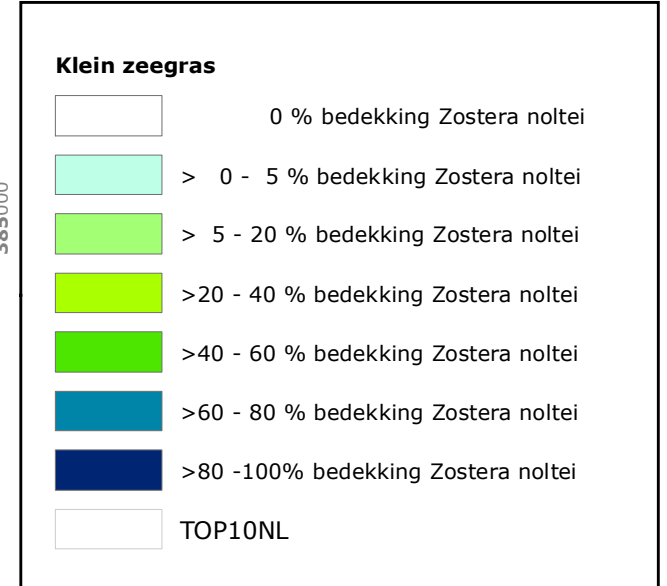 Klein zeegras
0 % bedekking Zostera noltei
> 0 - 5 % bedekking Zostera noltei
> 5 - 20 % bedekking Zostera noltei
>20 - 40 % bedekking Zostera noltei
>40 - 60 % bedekking Zostera noltei
>60 - 80 % bedekking Zostera noltei
>80 -100% bedekking Zostera noltei
TOP10NL
385000